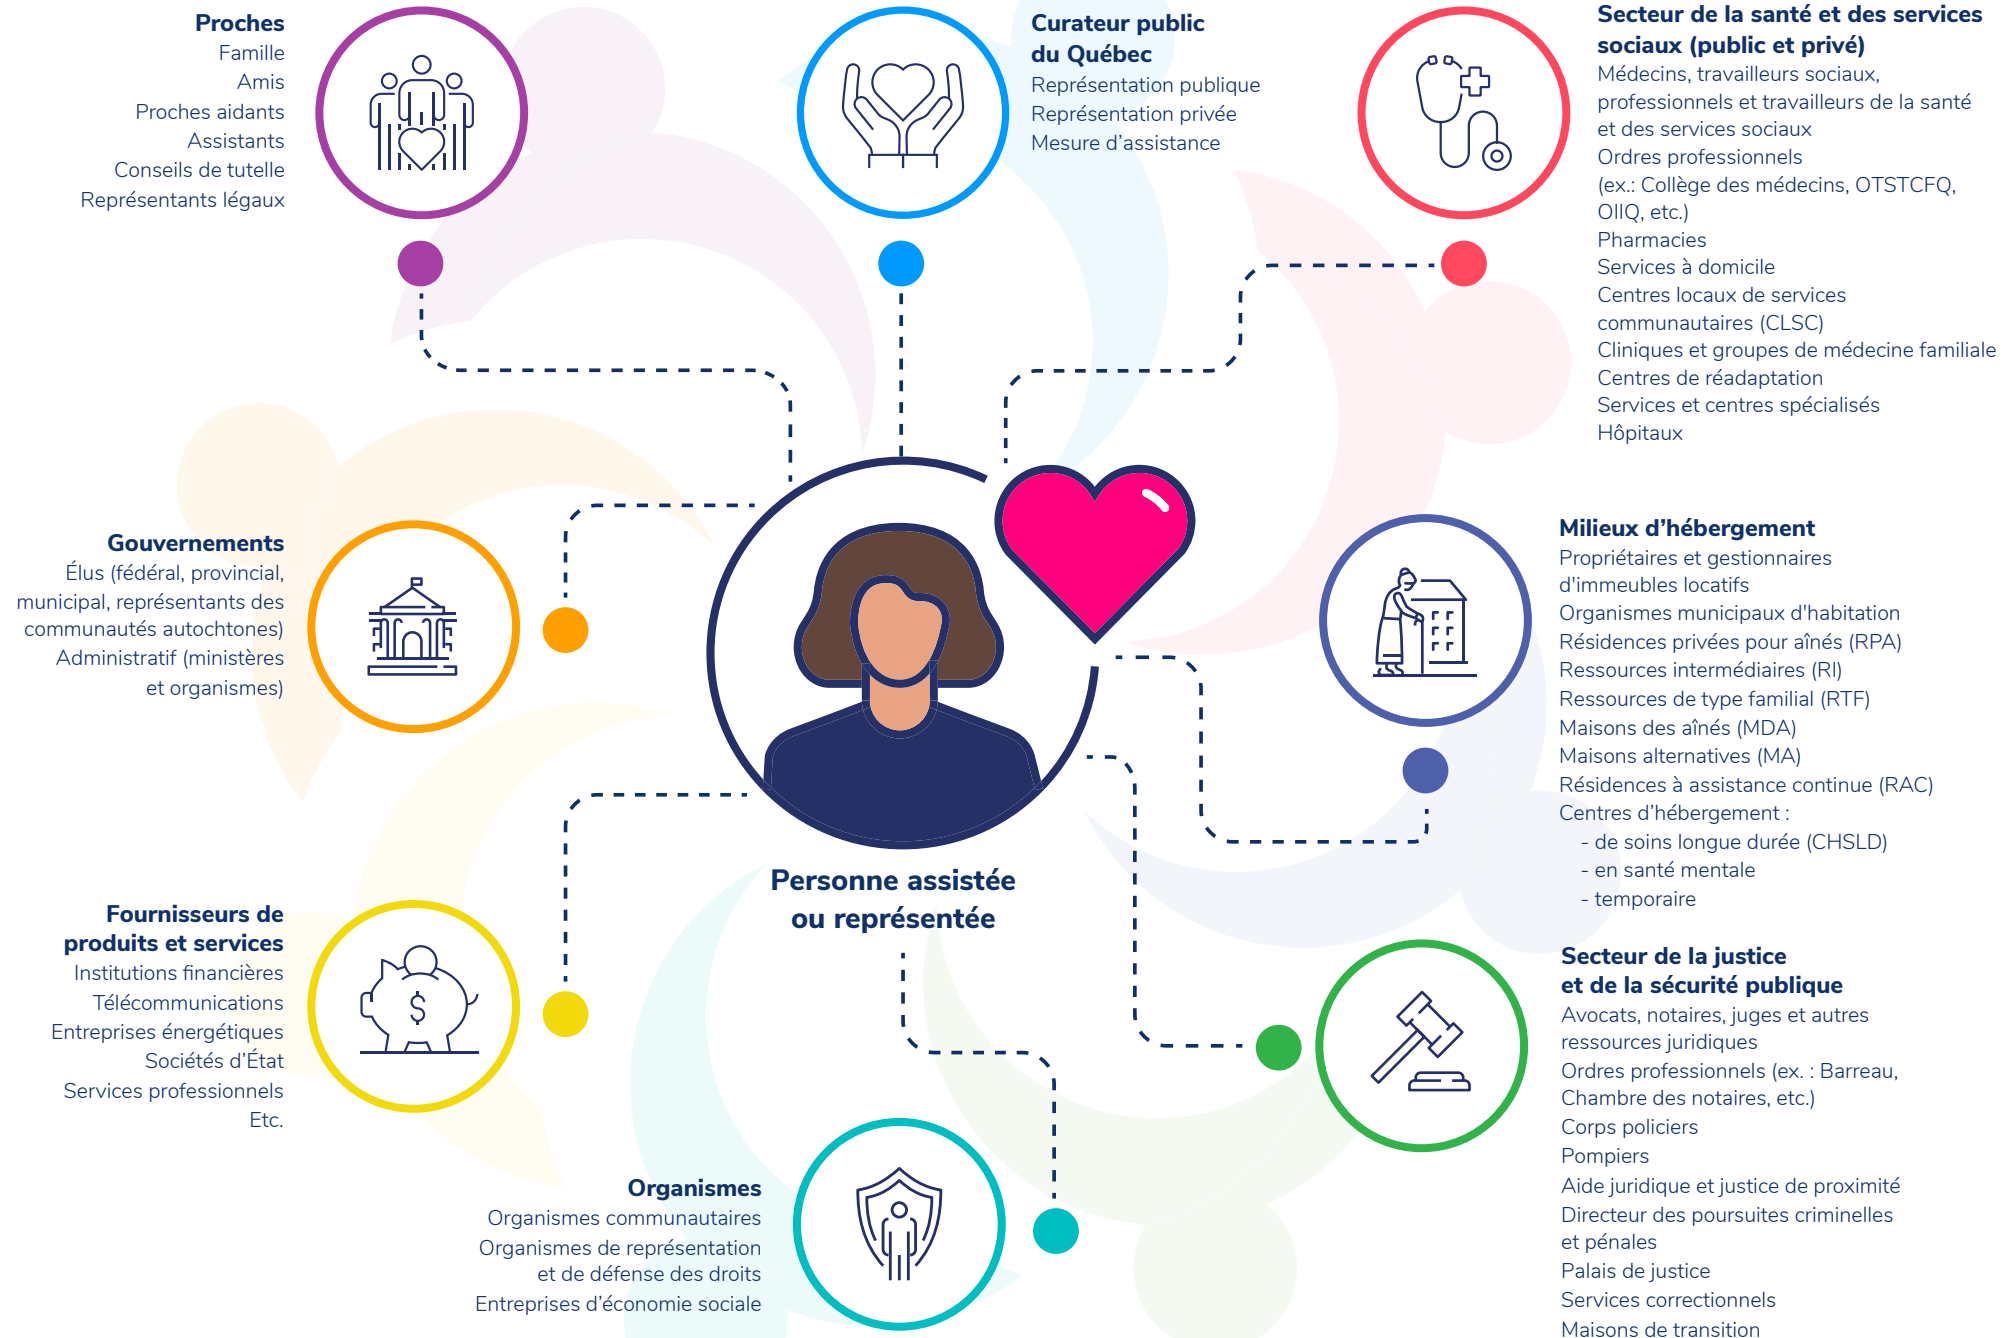 Proches
Famille
Amis
Proches aidants
Assistants
Conseils de tutelle
Représentants légaux
Curateur public
du Québec
Représentation publique
Représentation privée
Mesure d’assistance
Secteur de la santé et des services
sociaux (public et privé)
Médecins, travailleurs sociaux,
professionnels et travailleurs de la santé
et des services sociaux
Ordres professionnels
(ex.: Collège des médecins, OTSTCFQ,
OIIQ, etc.)
Pharmacies
Services à domicile
Centres locaux de services
communautaires (CLSC)
Cliniques et groupes de médecine familiale
Centres de réadaptation
Services et centres spécialisés
Hôpitaux
Gouvernements
Élus (fédéral, provincial,
municipal, représentants des
communautés autochtones)
Administratif (ministères
et organismes)
Milieux d’hébergement
Propriétaires et gestionnaires
d'immeubles locatifs
Organismes municipaux d'habitation
Résidences privées pour aînés (RPA)
Ressources intermédiaires (RI)
Ressources de type familial (RTF)
Maisons des aînés (MDA)
Maisons alternatives (MA)
Résidences à assistance continue (RAC)
Centres d’hébergement :
- de soins longue durée (CHSLD)
- en santé mentale
- temporaire
Personne assistée
ou représentée
Fournisseurs de
produits et services
Institutions financières
Télécommunications
Entreprises énergétiques
Sociétés d’État
Services professionnels
Etc.
$
Secteur de la justice
et de la sécurité publique
Avocats, notaires, juges et autres
ressources juridiques
Ordres professionnels (ex. : Barreau,
Chambre des notaires, etc.)
Corps policiers
Pompiers
Aide juridique et justice de proximité
Directeur des poursuites criminelles
et pénales
Palais de justice
Services correctionnels
Maisons de transition
Organismes
Organismes communautaires
Organismes de représentation
et de défense des droits
Entreprises d’économie sociale